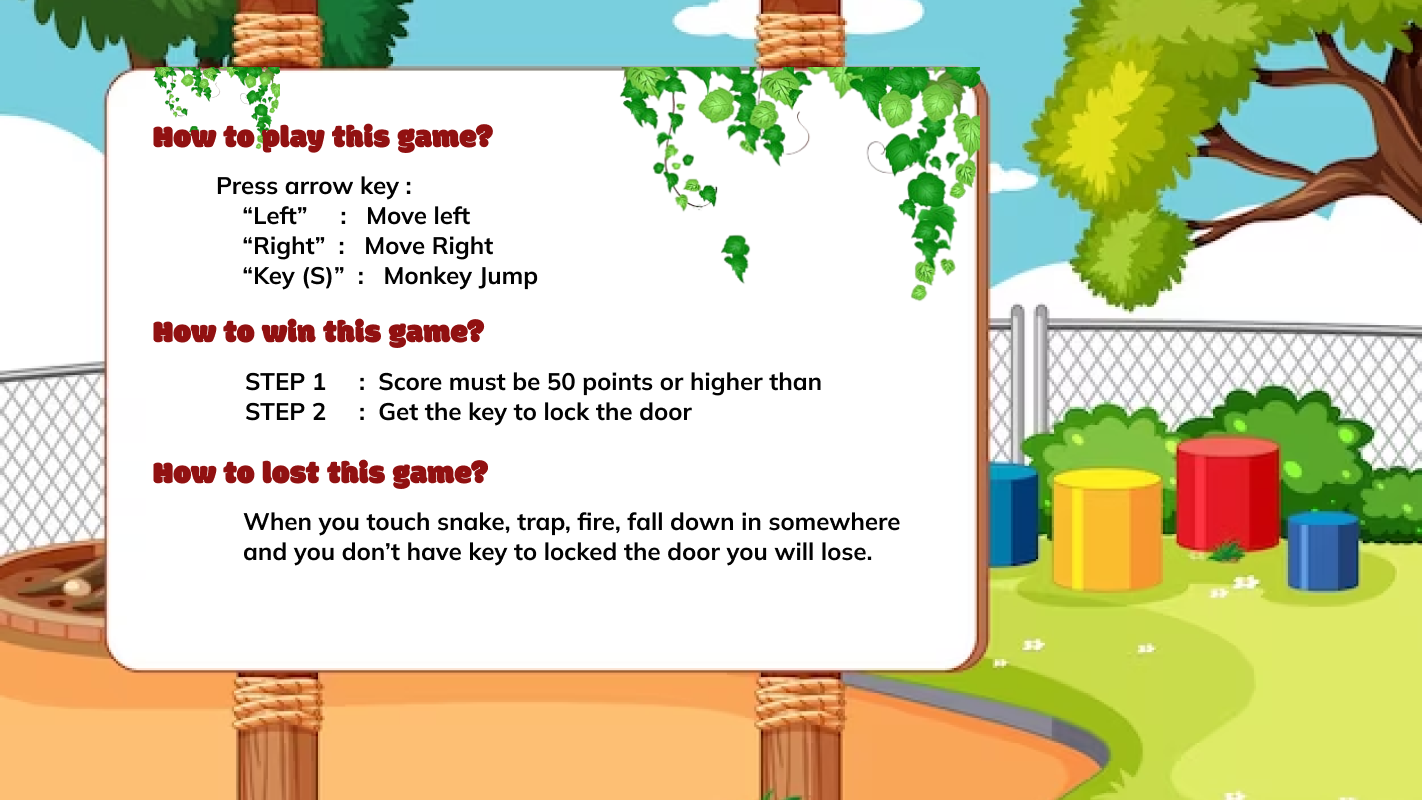 How to play this game?
Press arrow key :
“Left” : Move left
“Right” : Move Right
“Key (S)” : Monkey Jump
How to win this game?
STEP 1 : Score must be 50 points or higher than
STEP 2 : Get the key to lock the door
How to lost this game?
When you touch snake, trap, fire, fall down in somewhere
and you don’t have key to locked the door you will lose.